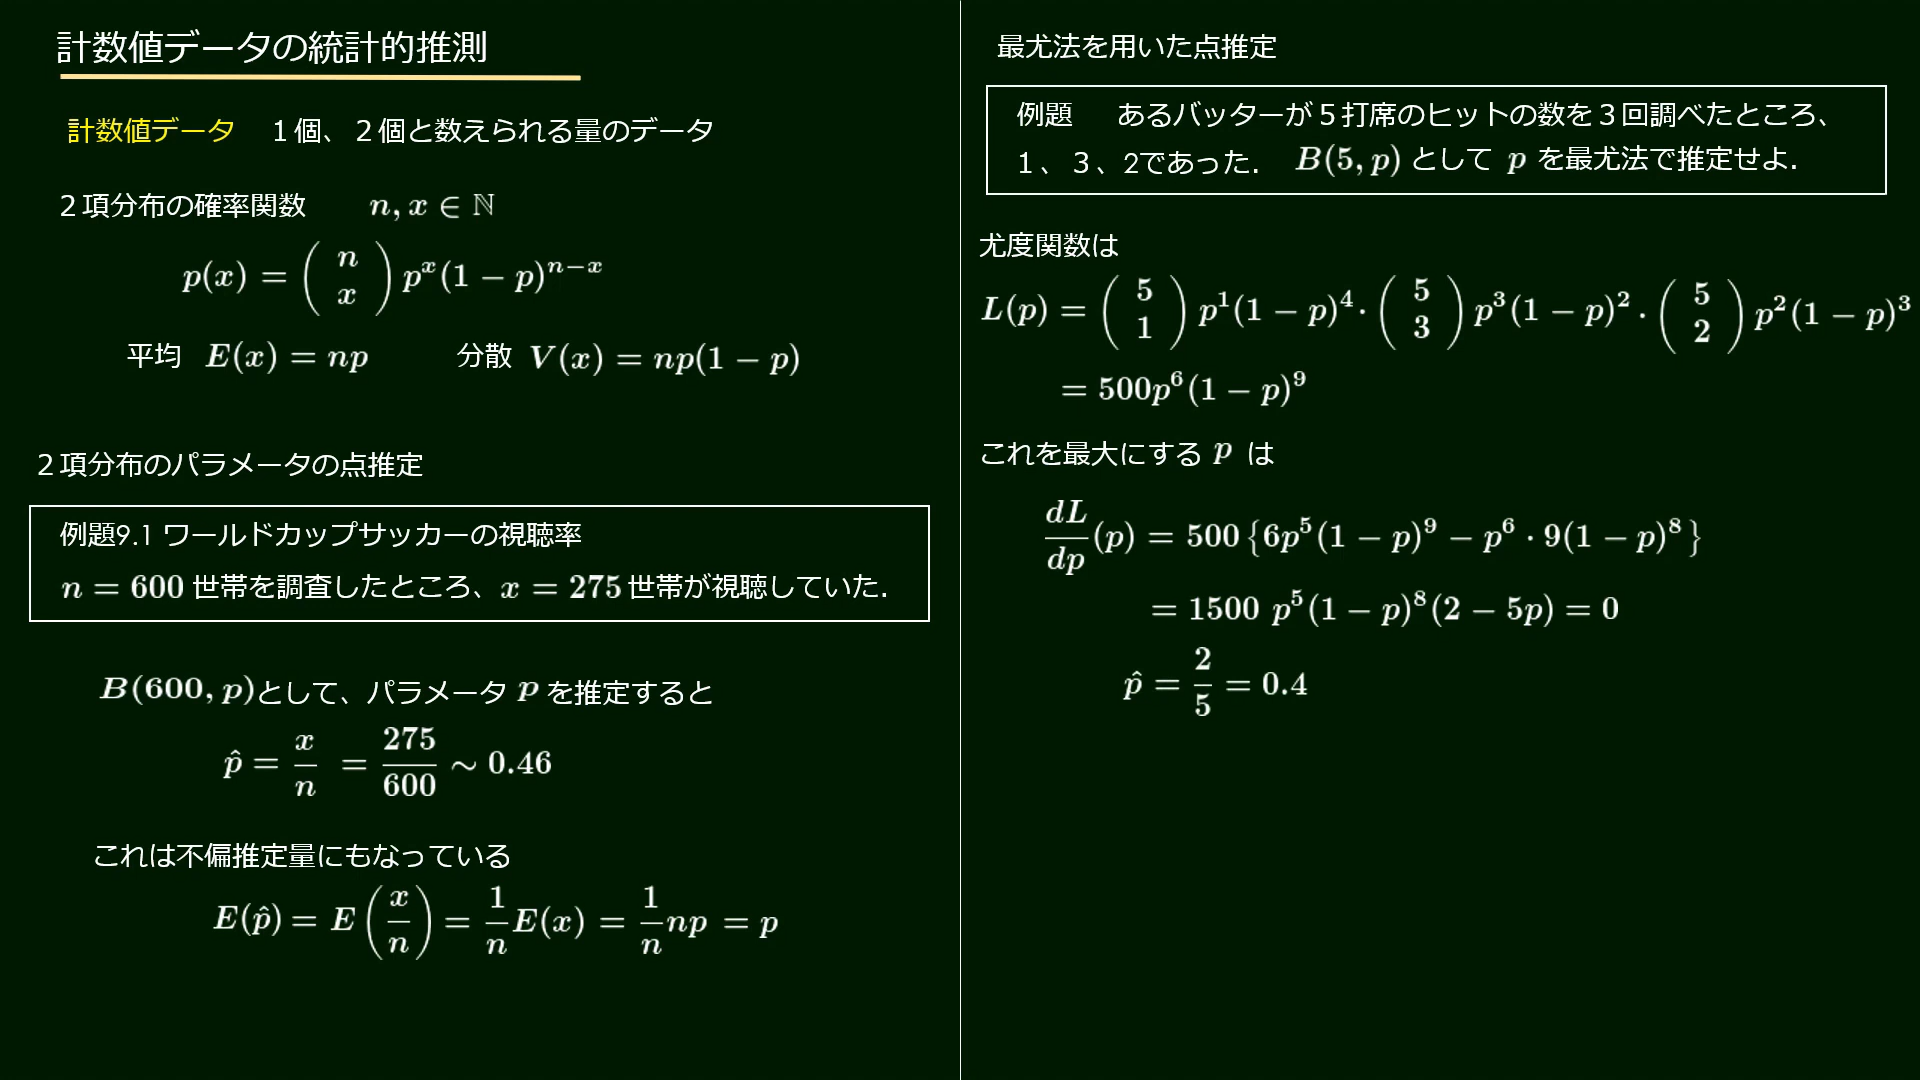 計数値データの統計的推測
計数値データ　１個、２個と数えられる量のデータ
２項分布の確率関数　n, x ∈ ℕ
p(x) = ( n x ) p^x (1 − p)^{n−x}
平均 E(x) = np　分散 V(x) = np(1 − p)
２項分布のパラメータの点推定
例題9.1 ワールドカップサッカーの視聴率
n = 600 世帯を調査したところ、x = 275 世帯が視聴していた.
B(600, p)として、パラメータ p を推定すると
p̂ = x/n = 275/600 ∼ 0.46
これは不偏推定量にもなっている
E(p̂) = E(x/n) = 1/n E(x) = 1/n np = p
最尤法を用いた点推定
例題　あるバッターが５打席のヒットの数を３回調べたところ、
１、３、2であった.　B(5, p) として p を最尤法で推定せよ.
尤度関数は
L(p) = ( 5 1 ) p^1 (1 − p)^4 · ( 5 3 ) p^3 (1 − p)^2 · ( 5 2 ) p^2 (1 − p)^3
= 500p^6 (1 − p)^9
これを最大にする p は
dL/dp (p) = 500 {6p^5 (1 − p)^9 − p^6 · 9(1 − p)^8}
= 1500 p^5 (1 − p)^8 (2 − 5p) = 0
p̂ = 2/5 = 0.4